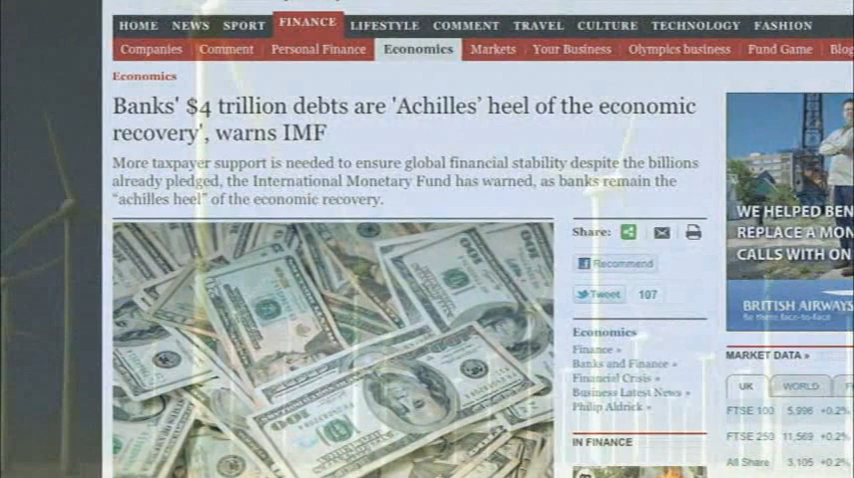 HOME NEWS SPORT FINANCE LIFESTYLE COMMENT TRAVEL CULTURE TECHNOLOGY FASHION
Companies Comment Personal Finance Economics Markets Your Business Olympics business Fund Game Blog
Economics
Banks' $4 trillion debts are 'Achilles' heel of the economic
recovery', warns IMF
More taxpayer support is needed to ensure global financial stability despite the billions
already pledged, the International Monetary Fund has warned, as banks remain the
“achilles heel” of the economic recovery.
WE HELPED BEN
REPLACE A MON
CALLS WITH ON
BRITISH AIRWAYS
Share:
Recommend
Tweet 107
Economics
Finance »
Banks and Finance »
Financial Crisis »
Business Latest News »
Philip Aldrick »
IN FINANCE
MARKET DATA »
UK WORLD F
FTSE 100 5,996 +0.2%
FTSE 250 11,569 +0.2%
All Share 3,105 +0.2%
100
100